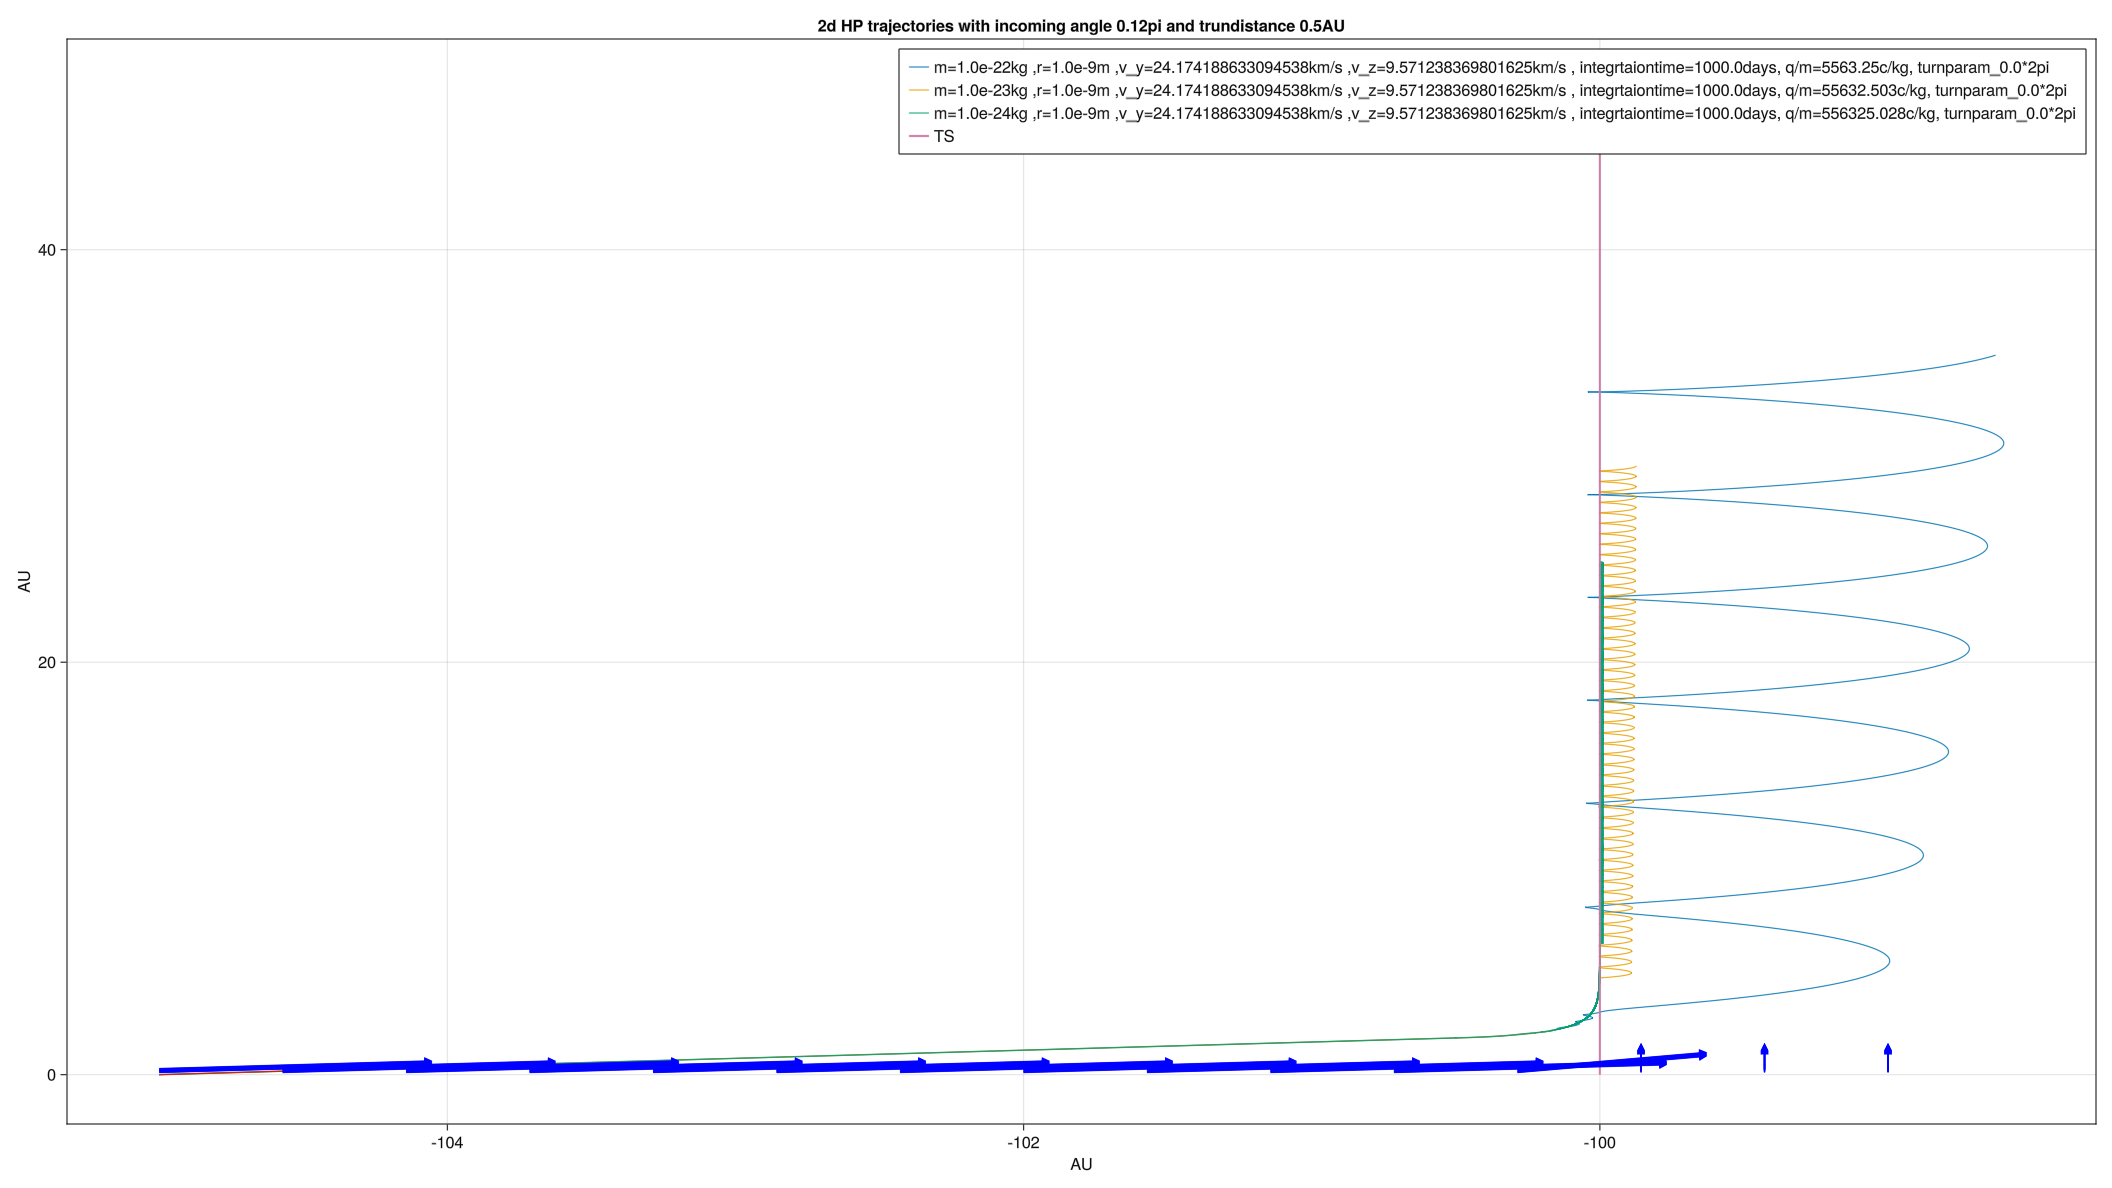 2d HP trajectories with incoming angle 0.12pi and trundistance 0.5AU
m=1.0e-22kg ,r=1.0e-9m ,v_y=24.174188633094538km/s ,v_z=9.571238369801625km/s , integrtaiontime=1000.0days, q/m=5563.25c/kg, turnparam_0.0*2pi
m=1.0e-23kg ,r=1.0e-9m ,v_y=24.174188633094538km/s ,v_z=9.571238369801625km/s , integrtaiontime=1000.0days, q/m=55632.503c/kg, turnparam_0.0*2pi
m=1.0e-24kg ,r=1.0e-9m ,v_y=24.174188633094538km/s ,v_z=9.571238369801625km/s , integrtaiontime=1000.0days, q/m=556325.028c/kg, turnparam_0.0*2pi
TS
40
20
0
AU
-104
-102
-100
AU